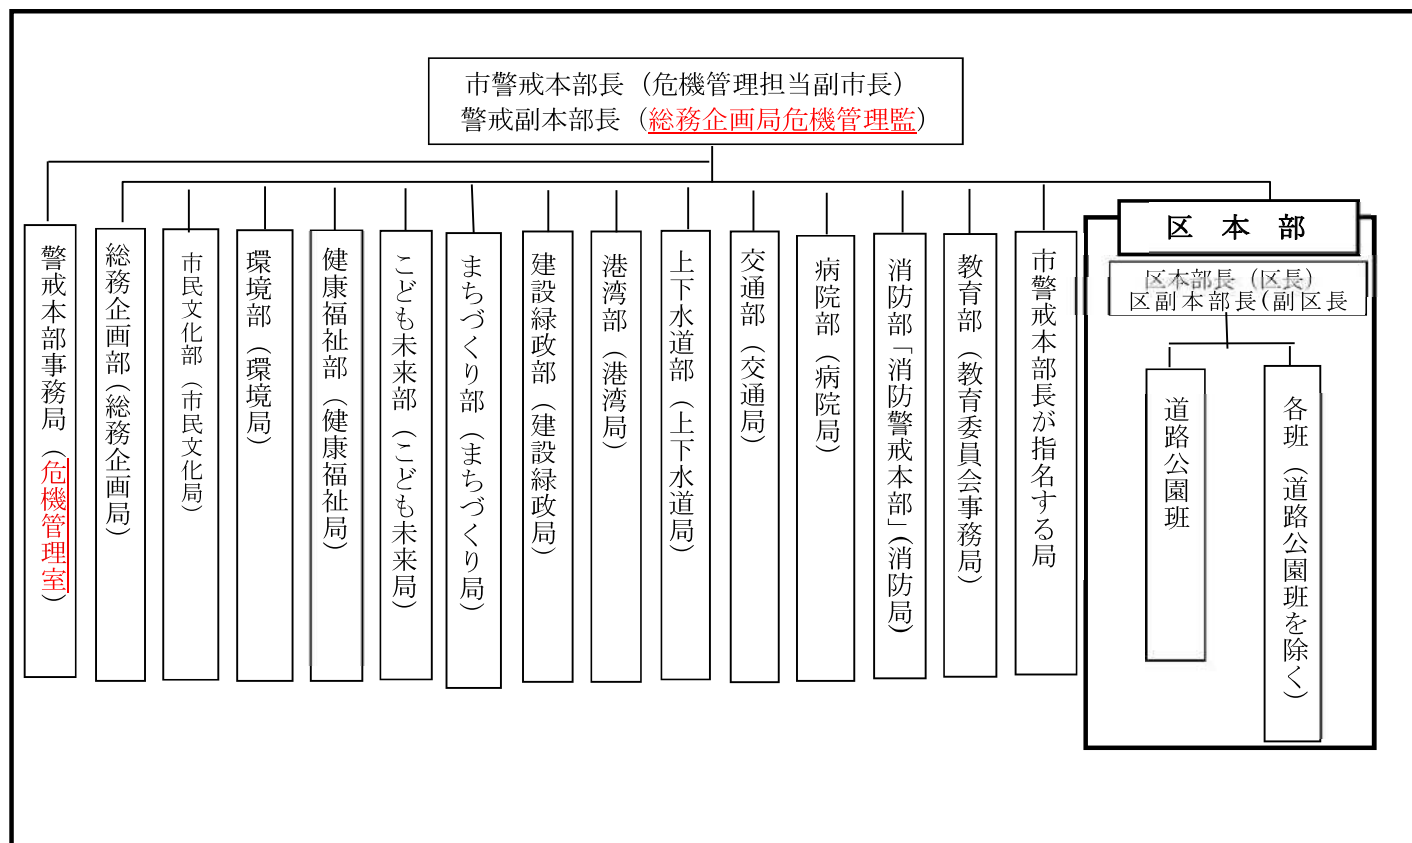 市警戒本部長（危機管理担当副市長）
警戒副本部長（総務企画局危機管理監）
警戒本部事務局（危機管理室）
総務企画部（総務企画局）
市民文化部（市民文化局）
環境部（環境局）
健康福祉部（健康福祉局）
こども未来部（こども未来局）
まちづくり部（まちづくり局）
建設緑政部（建設緑政局）
港湾部（港湾局）
上下水道部（上下水道局）
交通部（交通局）
病院部（病院局）
消防部「消防警戒本部」（消防局）
教育部（教育委員会事務局）
市警戒本部長が指名する局
区　本　部
区本部長（区長）
区副本部長(副区長
道路公園班
各班（道路公園班を除く）